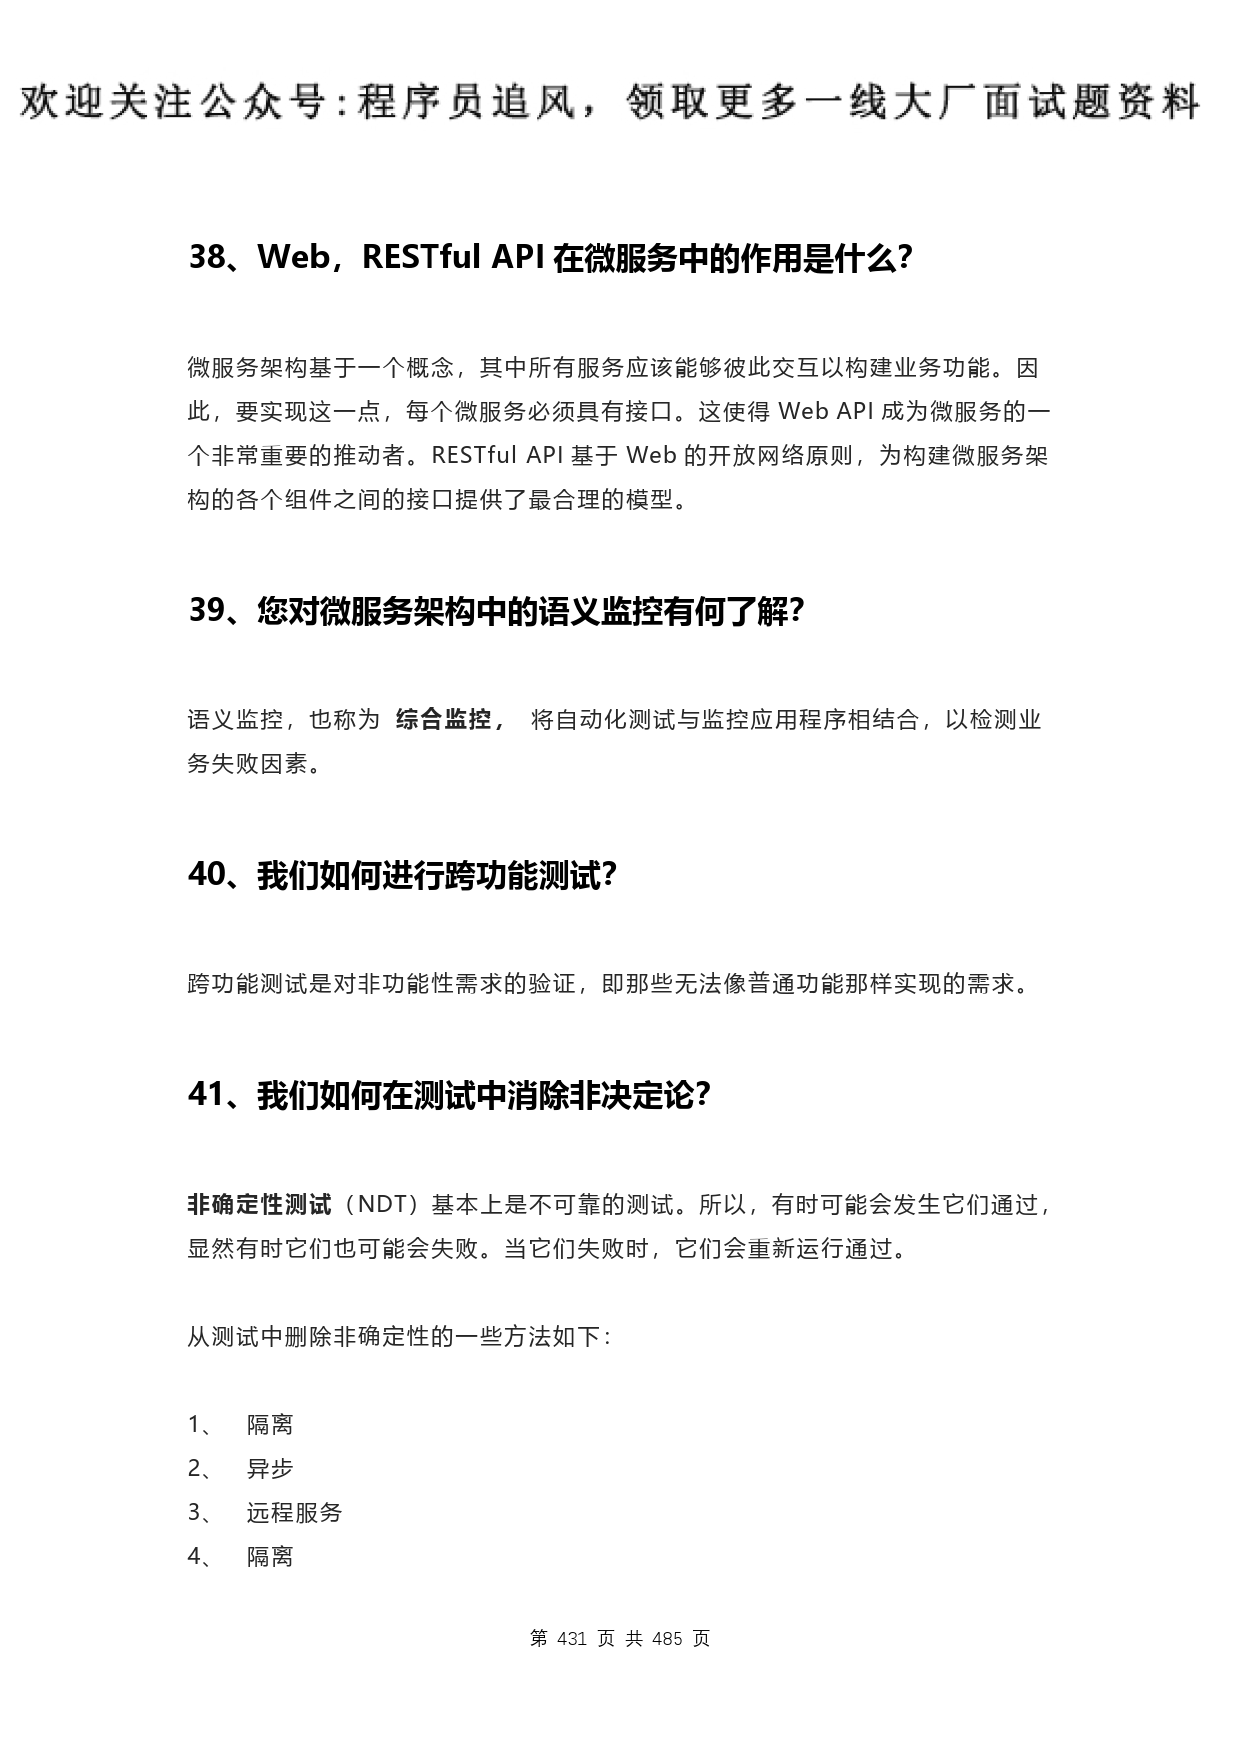 欢迎关注公众号:程序员追风，领取更多一线大厂面试题资料
38、Web，RESTful API 在微服务中的作用是什么？
微服务架构基于一个概念，其中所有服务应该能够彼此交互以构建业务功能。因
此，要实现这一点，每个微服务必须具有接口。这使得 Web API 成为微服务的一
个非常重要的推动者。RESTful API 基于 Web 的开放网络原则，为构建微服务架
构的各个组件之间的接口提供了最合理的模型。
39、您对微服务架构中的语义监控有何了解？
语义监控，也称为 综合监控， 将自动化测试与监控应用程序相结合，以检测业
务失败因素。
40、我们如何进行跨功能测试？
跨功能测试是对非功能性需求的验证，即那些无法像普通功能那样实现的需求。
41、我们如何在测试中消除非决定论？
非确定性测试（NDT）基本上是不可靠的测试。所以，有时可能会发生它们通过，
显然有时它们也可能会失败。当它们失败时，它们会重新运行通过。
从测试中删除非确定性的一些方法如下：
1、 隔离
2、 异步
3、 远程服务
4、 隔离
第 431 页 共 485 页